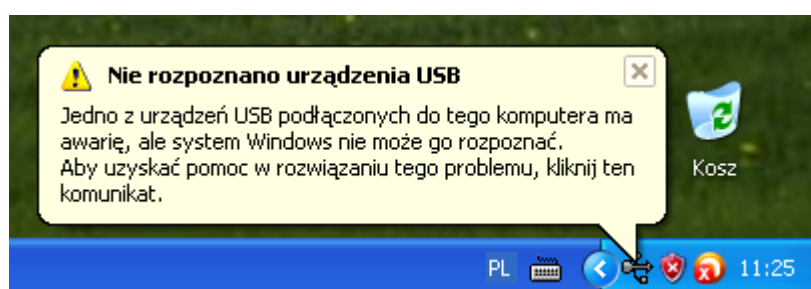 Nie rozpoznano urządzenia USB
Jedno z urządzeń USB podłączonych do tego komputera ma
awarię, ale system Windows nie może go rozpoznać.
Aby uzyskać pomoc w rozwiązaniu tego problemu, kliknij ten
komunikat.
Kosz
PL
11:25